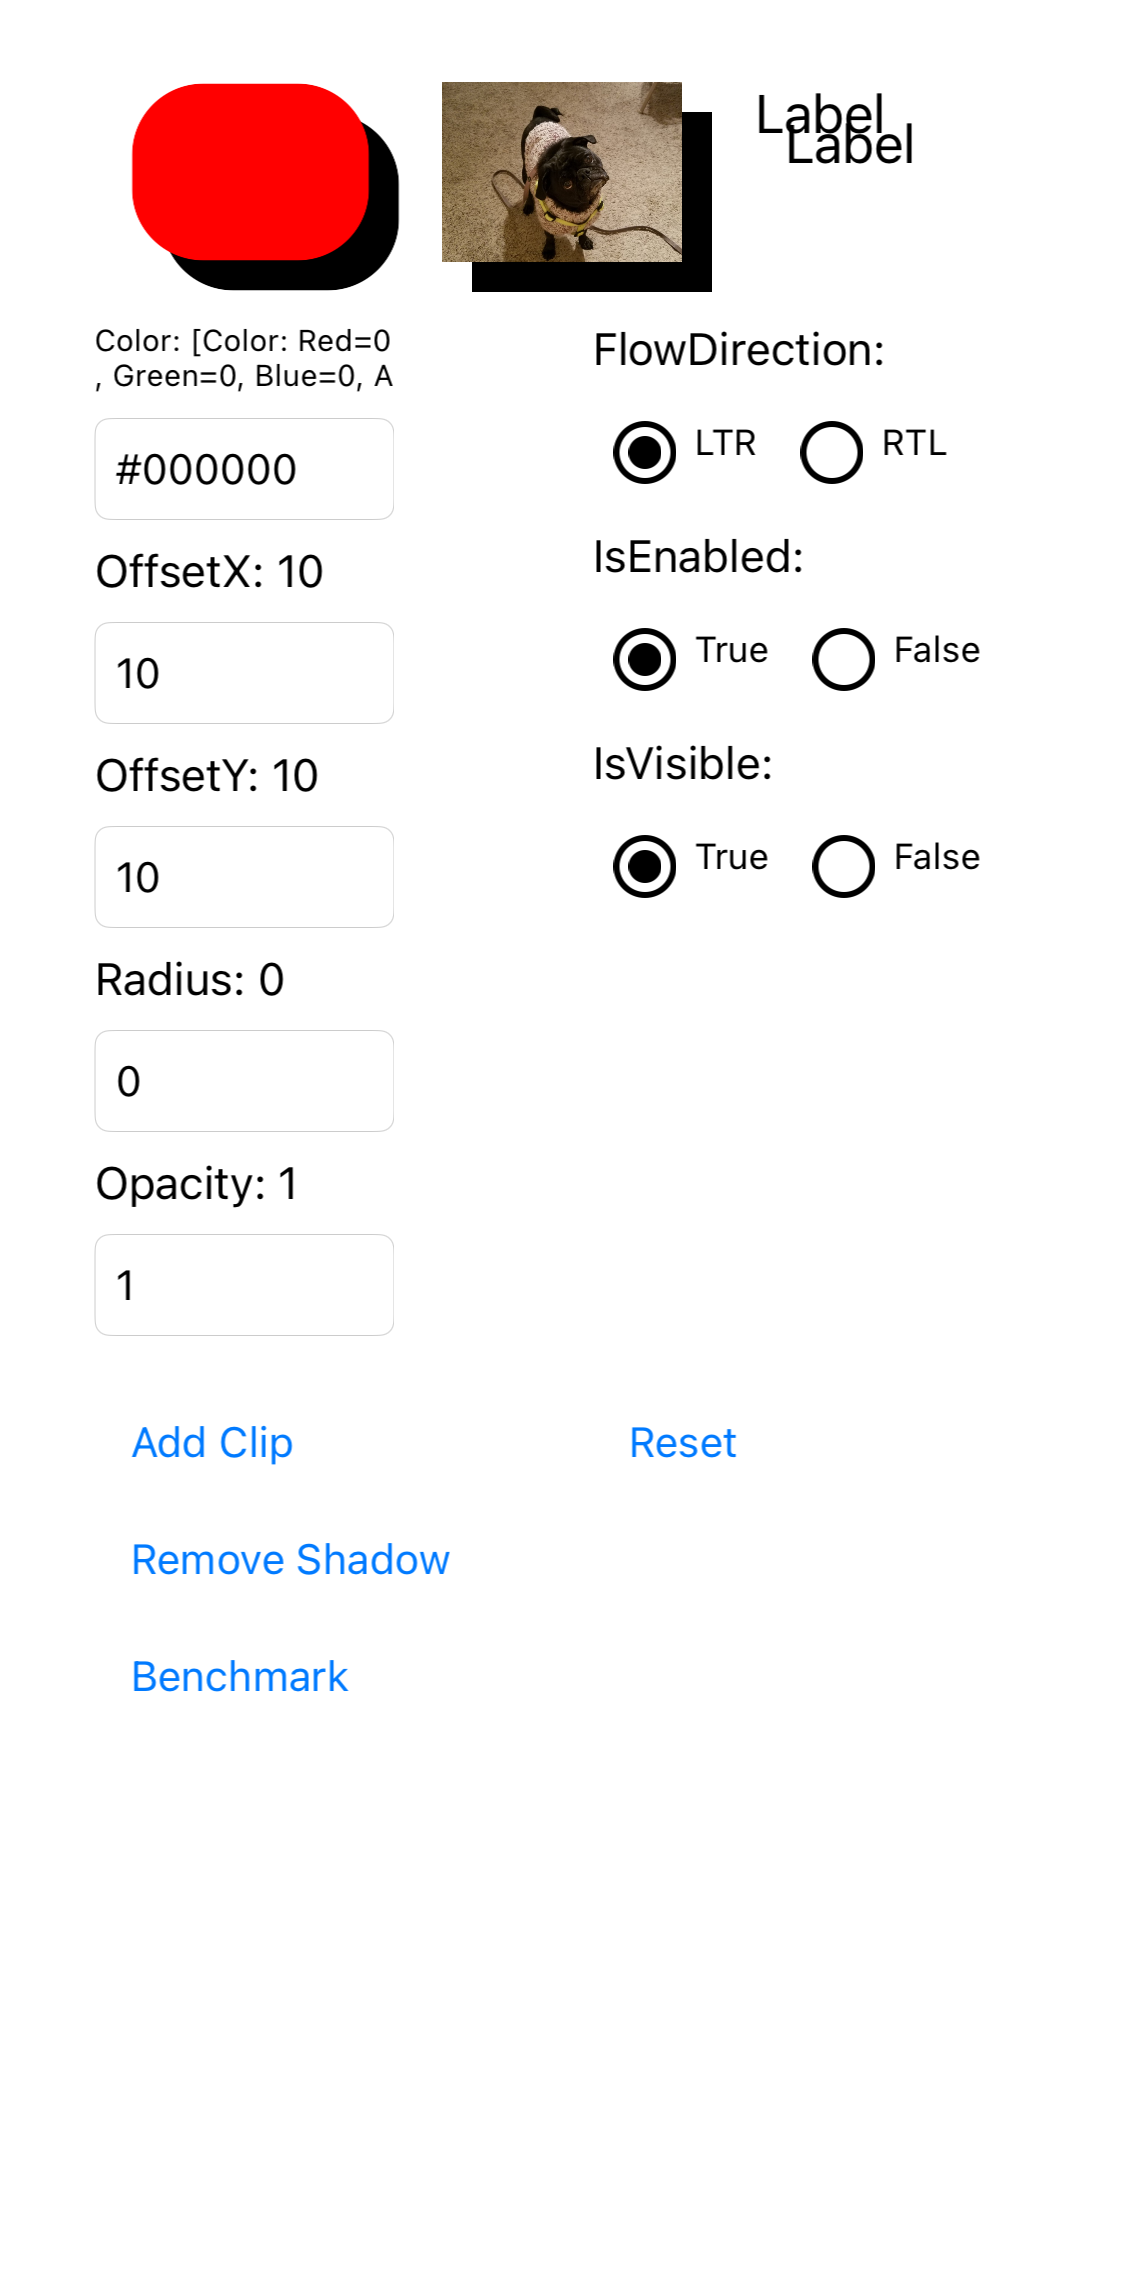 Label
Label
Color: [Color: Red=0
, Green=0, Blue=0, A
#000000
OffsetX: 10
10
OffsetY: 10
10
Radius: 0
0
Opacity: 1
1
FlowDirection:
LTR RTL
IsEnabled:
True False
IsVisible:
True False
Add Clip Reset
Remove Shadow
Benchmark